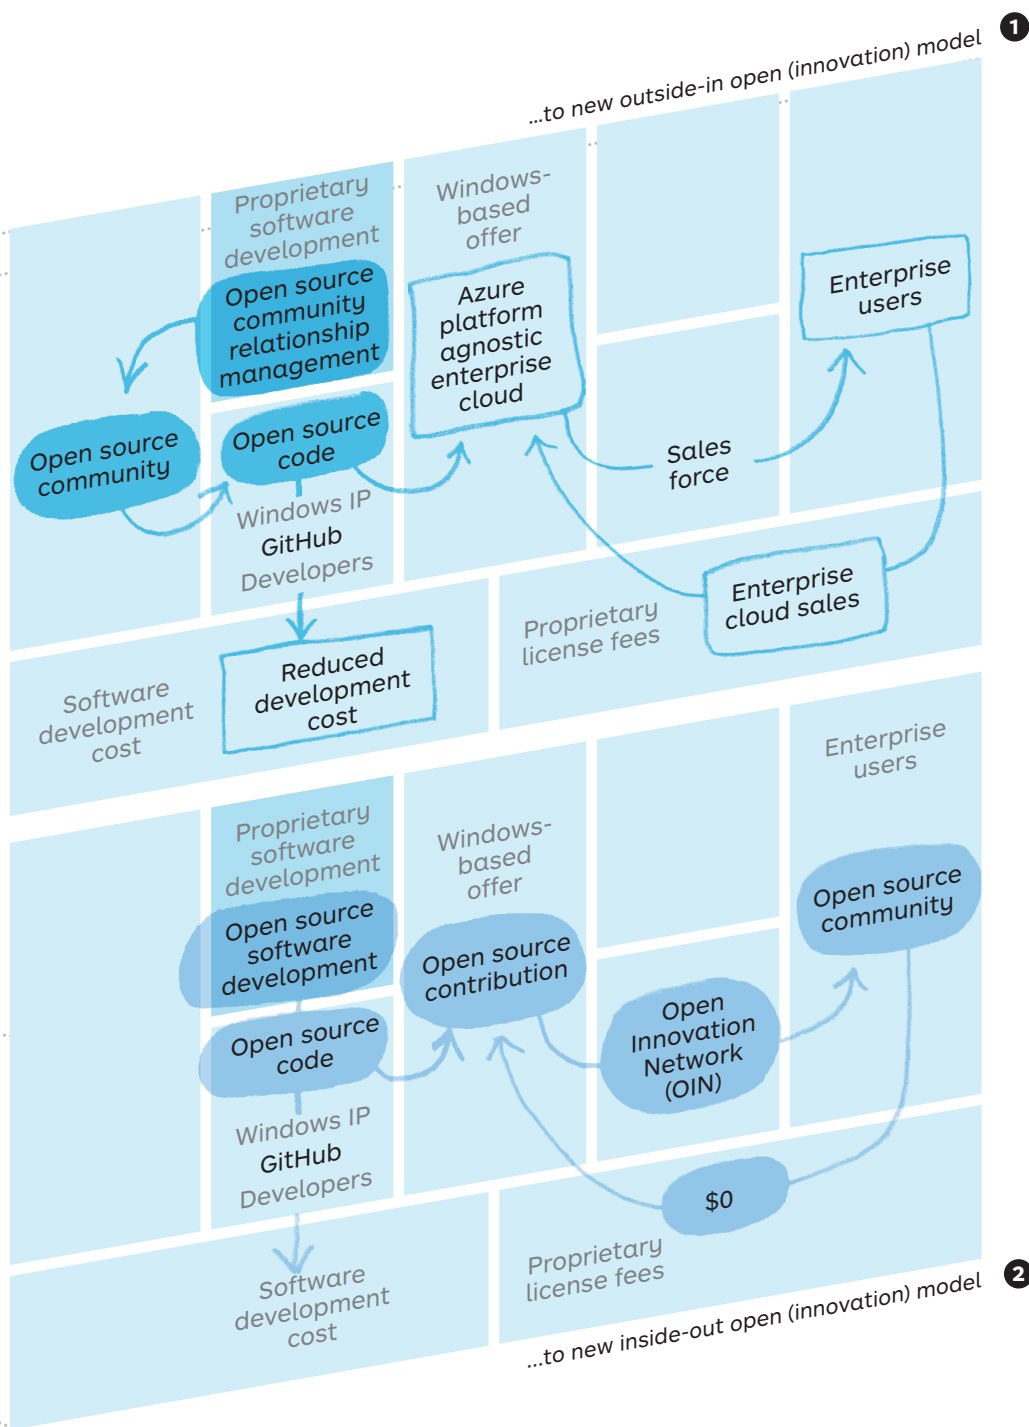 1
...to new outside-in open (innovation) model
Proprietary
software
development
Open source
community
relationship
management
Open source
community
Open source
code
Windows IP
GitHub
Developers
Windows-
based
offer
Azure
platform
agnostic
enterprise
cloud
Sales
force
Enterprise
users
Software
development
cost
Reduced
development
cost
Proprietary
license fees
Enterprise
cloud sales
Proprietary
software
development
Open source
software
development
Open source
code
Windows IP
GitHub
Developers
Windows-
based
offer
Open source
contribution
Open
Innovation
Network
(OIN)
Enterprise
users
Open source
community
Software
development
cost
Proprietary
license fees
$0
2
...to new inside-out open (innovation) model